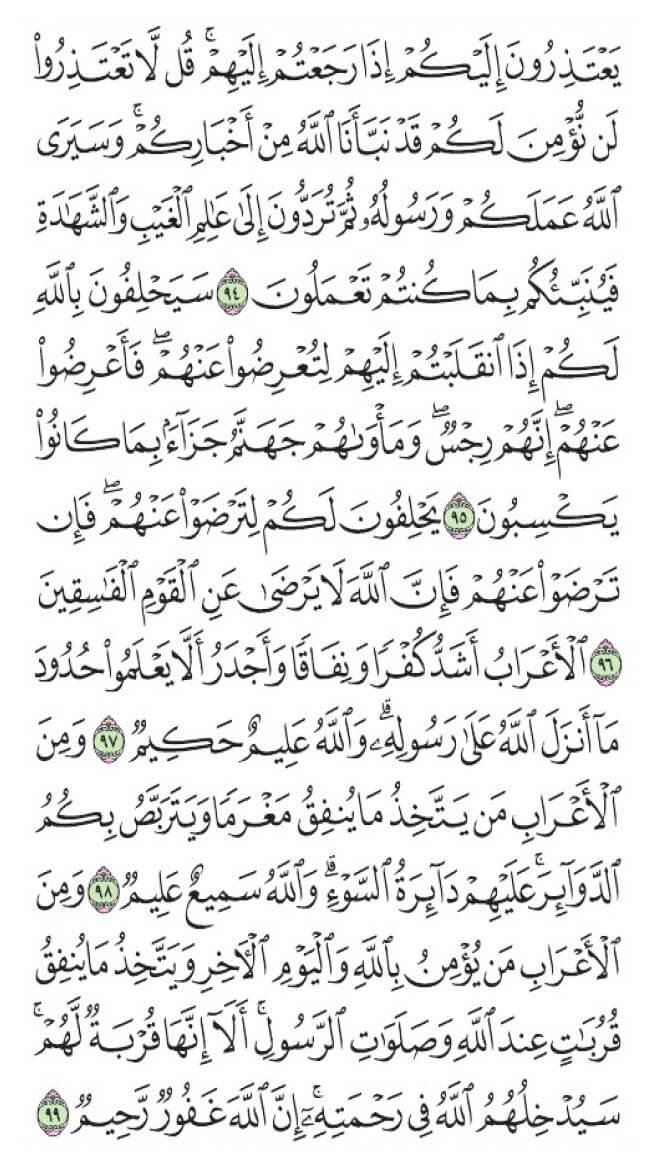 يَعْتَذِرُونَ إِلَيْكُمْ إِذَا رَجَعْتُمْ إِلَيْهِمْ ۚ قُل لَّا تَعْتَذِرُوا۟
لَن نُّؤْمِنَ لَكُمْ قَدْ نَبَّأَنَا ٱللَّهُ مِنْ أَخْبَارِكُمْ ۚ وَسَيَرَى
ٱللَّهُ عَمَلَكُمْ وَرَسُولُهُۥ ثُمَّ تُرَدُّونَ إِلَىٰ عَـٰلِمِ ٱلْغَيْبِ وَٱلشَّهَـٰدَةِ
فَيُنَبِّئُكُم بِمَا كُنتُمْ تَعْمَلُونَ ٩٤ سَيَحْلِفُونَ بِٱللَّهِ
لَكُمْ إِذَا ٱنقَلَبْتُمْ إِلَيْهِمْ لِتُعْرِضُوا۟ عَنْهُمْ ۖ فَأَعْرِضُوا۟
عَنْهُمْ ۖ إِنَّهُمْ رِجْسٌ ۖ وَمَأْوَىٰهُمْ جَهَنَّمُ جَزَآءًۢ بِمَا كَانُوا۟
يَكْسِبُونَ ٩٥ يَحْلِفُونَ لَكُمْ لِتَرْضَوْا۟ عَنْهُمْ ۖ فَإِن
تَرْضَوْا۟ عَنْهُمْ فَإِنَّ ٱللَّهَ لَا يَرْضَىٰ عَنِ ٱلْقَوْمِ ٱلْفَـٰسِقِينَ
٩٦ ٱلْأَعْرَابُ أَشَدُّ كُفْرًا وَنِفَاقًا وَأَجْدَرُ أَلَّا يَعْلَمُوا۟ حُدُودَ
مَآ أَنزَلَ ٱللَّهُ عَلَىٰ رَسُولِهِۦ ۗ وَٱللَّهُ عَلِيمٌ حَكِيمٌ ٩٧ وَمِنَ
ٱلْأَعْرَابِ مَن يَتَّخِذُ مَا يُنفِقُ مَغْرَمًا وَيَتَرَبَّصُ بِكُمُ
ٱلدَّوَآئِرَ ۚ عَلَيْهِمْ دَآئِرَةُ ٱلسَّوْءِ ۗ وَٱللَّهُ سَمِيعٌ عَلِيمٌ ٩٨ وَمِنَ
ٱلْأَعْرَابِ مَن يُؤْمِنُ بِٱللَّهِ وَٱلْيَوْمِ ٱلْـَٔاخِرِ وَيَتَّخِذُ مَا يُنفِقُ
قُرُبَـٰتٍ عِندَ ٱللَّهِ وَصَلَوَٰتِ ٱلرَّسُولِ ۚ أَلَآ إِنَّهَا قُرْبَةٌ لَّهُمْ ۚ
سَيُدْخِلُهُمُ ٱللَّهُ فِى رَحْمَتِهِۦٓ ۗ إِنَّ ٱللَّهَ غَفُورٌ رَّحِيمٌ ٩٩